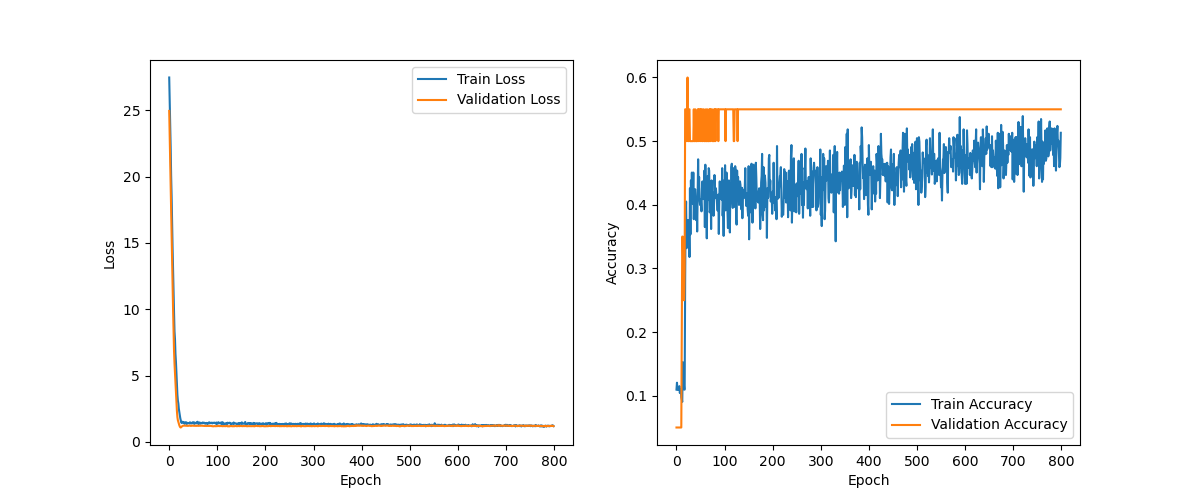 Train Loss
Validation Loss
25
20
15
10
5
0
Loss
0 100 200 300 400 500 600 700 800
Epoch
0.6
0.5
0.4
0.3
0.2
0.1
Accuracy
Train Accuracy
Validation Accuracy
0 100 200 300 400 500 600 700 800
Epoch